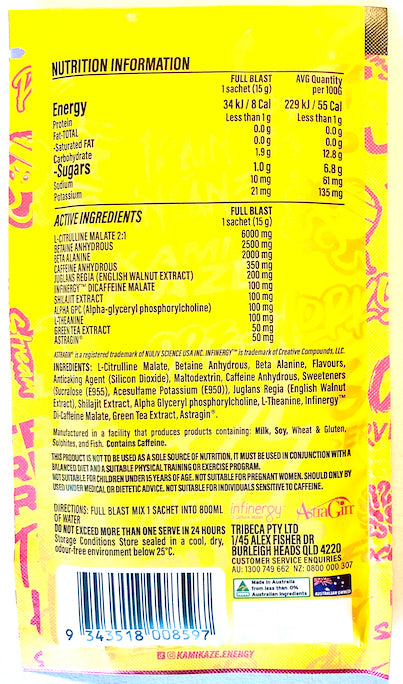 NUTRITION INFORMATION
FULL BLAST AVG Quantity
1 sachet (15 g) per 100G
Energy 34 kJ / 8 Cal 229 kJ / 55 Cal
Protein Less than 1 g Less than 1 g
Fat-TOTAL 0.0 g 0.0 g
-Saturated FAT 0.0 g 0.0 g
Carbohydrate 1.9 g 12.8 g
-Sugars 1.0 g 6.8 g
Sodium 10 mg 61 mg
Potassium 21 mg 135 mg
ACTIVE INGREDIENTS FULL BLAST
1 sachet (15 g)
L-CITRULLINE MALATE 2:1 6000 mg
BETAINE ANHYDROUS 2500 mg
BETA ALANINE 2000 mg
CAFFEINE ANHYDROUS 350 mg
JUGLANS REGIA (ENGLISH WALNUT EXTRACT) 200 mg
INFINERGY™ DICAFFEINE MALATE 100 mg
SHILAJIT EXTRACT 100 mg
ALPHA GPC (Alpha-glyceryl phosphorylcholine) 100 mg
L-THEANINE 100 mg
GREEN TEA EXTRACT 50 mg
ASTRAGIN® 50 mg
ASTRAGIN® is a registered trademark of NULIV SCIENCE USA INC. INFINERGY™ is trademark of Creative Compounds, LLC.
INGREDIENTS: L-Citrulline Malate, Betaine Anhydrous, Beta Alanine, Flavours,
Anticaking Agent (Silicon Dioxide), Maltodextrin, Caffeine Anhydrous, Sweeteners
(Sucralose (E955), Acesulfame Potassium (E950)), Juglans Regia (English Walnut
Extract), Shilajit Extract, Alpha Glyceryl phosphorylcholine, L-Theanine, Infinergy™
Di-Caffeine Malate, Green Tea Extract, Astragin®.
Manufactured in a facility that produces products containing: Milk, Soy, Wheat & Gluten,
Sulphites, and Fish. Contains Caffeine.
THIS PRODUCT IS NOT TO BE USED AS A SOLE SOURCE OF NUTRITION. IT MUST BE USED IN CONJUNCTION WITH A
BALANCED DIET AND A SUITABLE PHYSICAL TRAINING OR EXERCISE PROGRAM.
NOT SUITABLE FOR CHILDREN UNDER 15 YEARS OF AGE. NOT SUITABLE FOR PREGNANT WOMEN. SHOULD ONLY BE
USED UNDER MEDICAL OR DIETETIC ADVICE. NOT SUITABLE FOR INDIVIDUALS SENSITIVE TO CAFFEINE.
DIRECTIONS: FULL BLAST MIX 1 SACHET INTO 800ML
OF WATER
DO NOT EXCEED MORE THAN ONE SERVE IN 24 HOURS
Storage Conditions Store sealed in a cool, dry,
odour-free environment below 25°C.
infinergy™ AstraGin
TRIBECA PTY LTD
1/45 ALEX FISHER DR
BURLEIGH HEADS QLD 4220
CUSTOMER SERVICE ENQUIRIES
AU: 1300 749 662 NZ: 0800 000 307
Made in Australia
from less than 0%
Australian Ingredients
AUSTRALIAN OWNED
9 343518 008597
KAMIKAZE.ENERGY